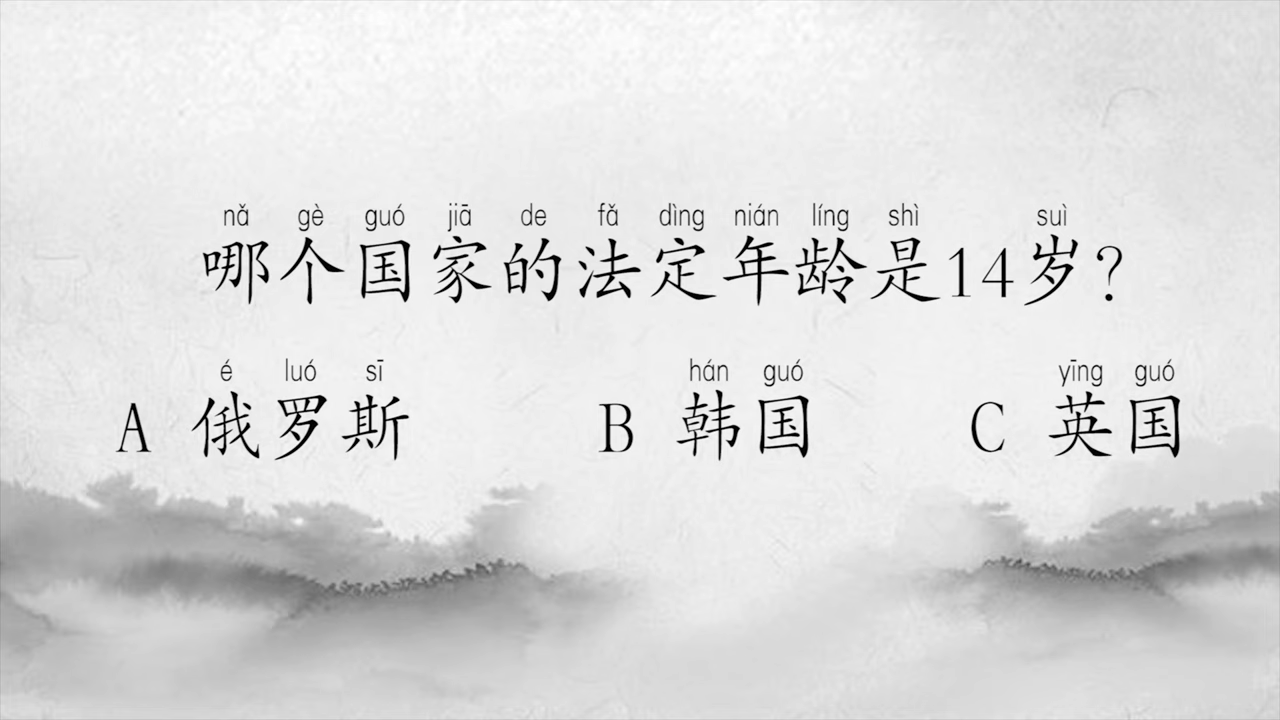 nǎ gè guó jiā de fǎ dìng nián líng shì suì
哪个国家的法定年龄是14岁?
é luó sī hán guó yīng guó
A 俄罗斯 B 韩国 C 英国